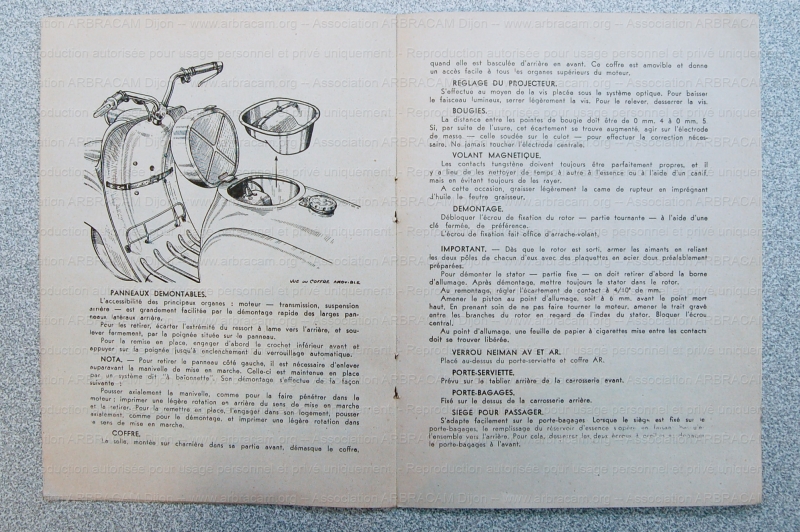 VUE DU COFFRE AMOVIBLE
PANNEAUX DEMONTABLES.
L'accessibilité des principaux organes : moteur — transmission, suspension
arrière — est grandement facilitée par le démontage rapide des larges pan-
neaux latéraux arrière.
Pour les retirer, écarter l'extrémité du ressort à lame vers l'arrière, et sou-
lever fermement, par le poignée située sur le panneau.
Pour la remise en place, engager d'abord le crochet inférieur avant et
appuyer sur la poignée jusqu'à enclenchement du verrouillage automatique.
NOTA. — Pour retirer le panneau côté gauche, il est nécessaire d'enlever
auparavant la manivelle de mise en marche. Celle-ci est maintenue en place
par un système dit "à baïonnette". Son démontage s'effectue de la façon
suivante :
Pousser axialement la manivelle, comme pour la faire pénétrer dans le
moteur ; imprimer une légère rotation en arrière du sens de mise en marche
et la retirer. Pour la remettre en place, l'engager dans son logement, pousser
axialement, comme pour le démontage, et imprimer une légère rotation dans
le sens de mise en marche.
COFFRE.
La selle, montée sur charnière dans sa partie avant, démasque le coffre,
quand elle est basculée d'arrière en avant. Ce coffre est amovible et donne
un accès facile à tous les organes supérieurs du moteur.
REGLAGE DU PROJECTEUR.
S'effectue au moyen de la vis placée sous le système optique. Pour baisser
le faisceau lumineux, serrer légèrement la vis. Pour le relever, desserrer la vis.
BOUGIES.
La distance entre les pointes de bougie doit être de 0 mm. 4 à 0 mm. 5.
Si, par suite de l'usure, cet écartement se trouve augmenté, agir sur l'électrode
de masse — celle soudée sur le culot — pour effectuer la correction néces-
saire. Ne jamais toucher l'électrode centrale.
VOLANT MAGNETIQUE.
Les contacts tungstène doivent toujours être parfaitement propres, et il
y a lieu de les nettoyer de temps à autre à l'essence ou à l'aide d'un canif,
mais en évitant toujours de les rayer.
A cette occasion, graisser légèrement la came de rupteur en imprégnant
d'huile le feutre graisseur.
DEMONTAGE.
Débloquer l'écrou de fixation du rotor — partie tournante — à l'aide d'une
clé fermée, de préférence.
L'écrou de fixation fait office d'arrache-volant.
IMPORTANT. — Dès que le rotor est sorti, armer les aimants en reliant
les deux pôles de chacun d'eux avec des plaquettes en acier doux préalablement
préparées.
Pour démonter le stator — partie fixe — on doit retirer d'abord la borne
d'allumage. Après démontage, mettre toujours le stator dans le rotor.
Au remontage, régler l'écartement de contact à 4/10e de mm.
Amener le piston au point d'allumage, soit à 6 mm. avant le point mort
haut. En prenant soin de ne pas faire tourner le moteur, amener le trait gravé
entre les branches du rotor en regard de l'index du stator. Bloquer l'écrou
central.
Au point d'allumage, une feuille de papier à cigarettes mise entre les contacts
doit se trouver libérée.
VERROU NEIMAN AV ET AR.
Placé au-dessus du porte-serviette et coffre AR.
PORTE-SERVIETTE.
Prévu sur le tablier arrière de la carrosserie avant.
PORTE-BAGAGES.
Fixé sur le dessus de la carrosserie arrière.
SIEGE POUR PASSAGER.
S'adapte facilement sur le porte-bagages Lorsque le siège est fixé sur le
porte-bagages, le remplissage du réservoir d'essence
l'ensemble vers l'arrière. Pour cela, desserrer les deux écrous
le porte-bagages à l'avant.